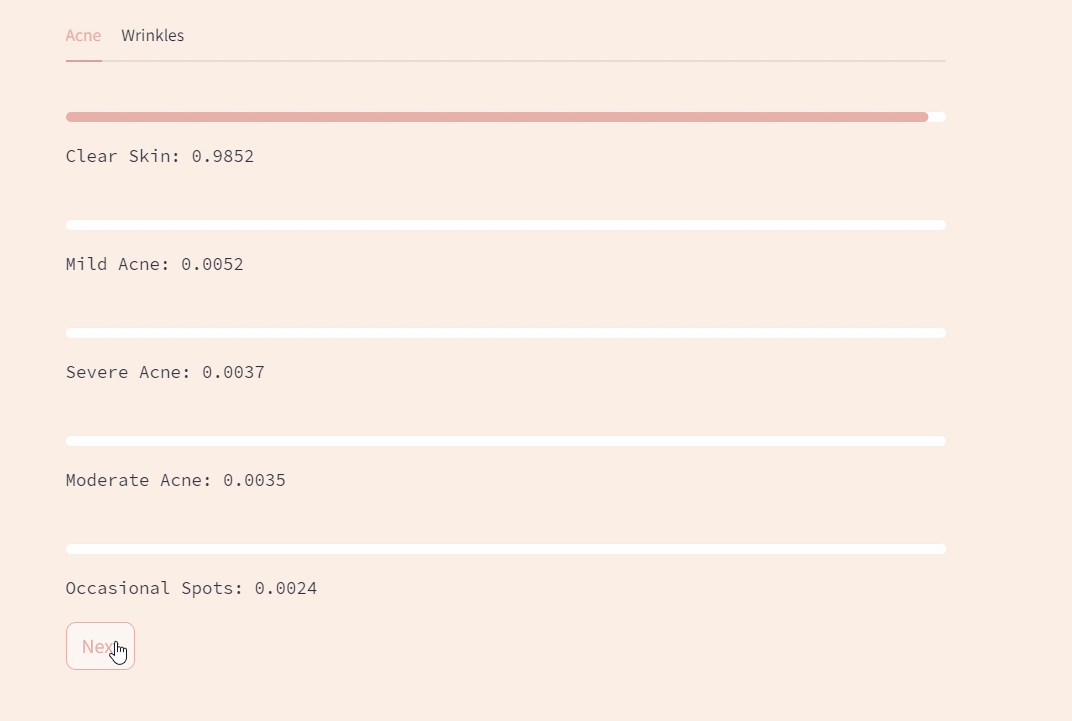 Acne Wrinkles
Clear Skin: 0.9852
Mild Acne: 0.0052
Severe Acne: 0.0037
Moderate Acne: 0.0035
Occasional Spots: 0.0024
Next